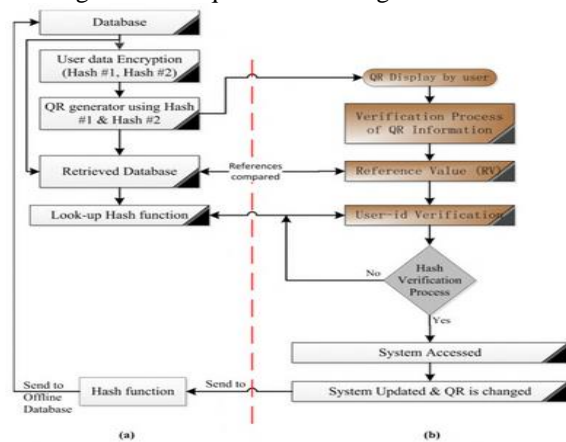 Database
User data Encryption
(Hash #1, Hash #2)
QR generator using Hash
#1 & Hash #2
Retrieved Database
Look-up Hash function
Send to
Offline
Database
Hash function
Send to
(a)
References
compared
QR Display by user
Verification Process
of QR Information
Reference Value (RV)
User-id Verification
No
Hash
Verification
Process
Yes
System Accessed
System Updated & QR is changed
(b)